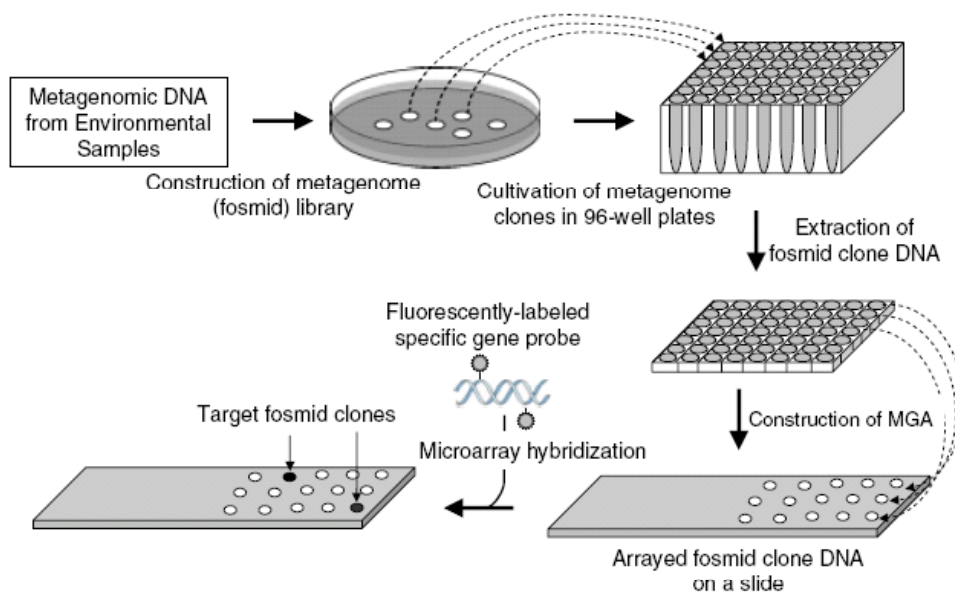 Metagenomic DNA
from Environmental
Samples
Construction of metagenome
(fosmid) library
Cultivation of metagenome
clones in 96-well plates
Extraction of
fosmid clone DNA
Fluorescently-labeled
specific gene probe
Target fosmid clones
Construction of MGA
Microarray hybridization
Arrayed fosmid clone DNA
on a slide